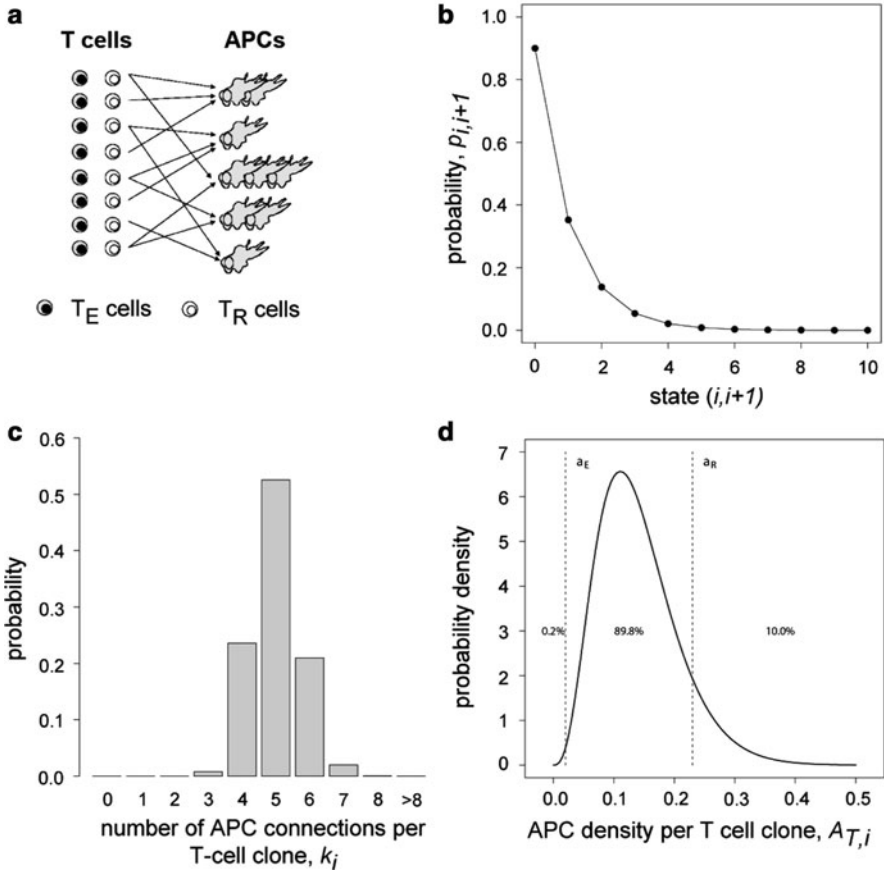 a
T cells APCs
T_E cells T_R cells
b
probability, p_{i,i+1}
1.0
0.8
0.6
0.4
0.2
0.0
0 2 4 6 8 10
state (i,i+1)
c
probability
0.6
0.5
0.4
0.3
0.2
0.1
0.0
0 1 2 3 4 5 6 7 8 >8
number of APC connections per
T-cell clone, k_i
d
probability density
7
6
5
4
3
2
1
0
a_E a_R
0.2% 89.8% 10.0%
0.0 0.1 0.2 0.3 0.4 0.5
APC density per T cell clone, A_{T,i}